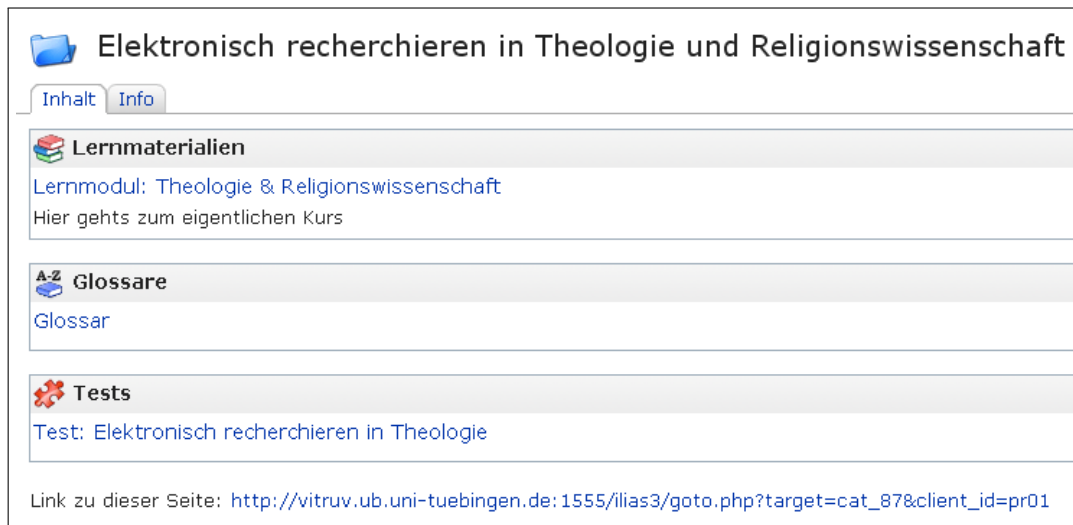 Elektronisch recherchieren in Theologie und Religionswissenschaft
Inhalt Info
Lernmaterialien
Lernmodul: Theologie & Religionswissenschaft
Hier gehts zum eigentlichen Kurs
A-Z Glossare
Glossar
Tests
Test: Elektronisch recherchieren in Theologie
Link zu dieser Seite: http://vitruv.ub.uni-tuebingen.de:1555/ilias3/goto.php?target=cat_87&client_id=pr01